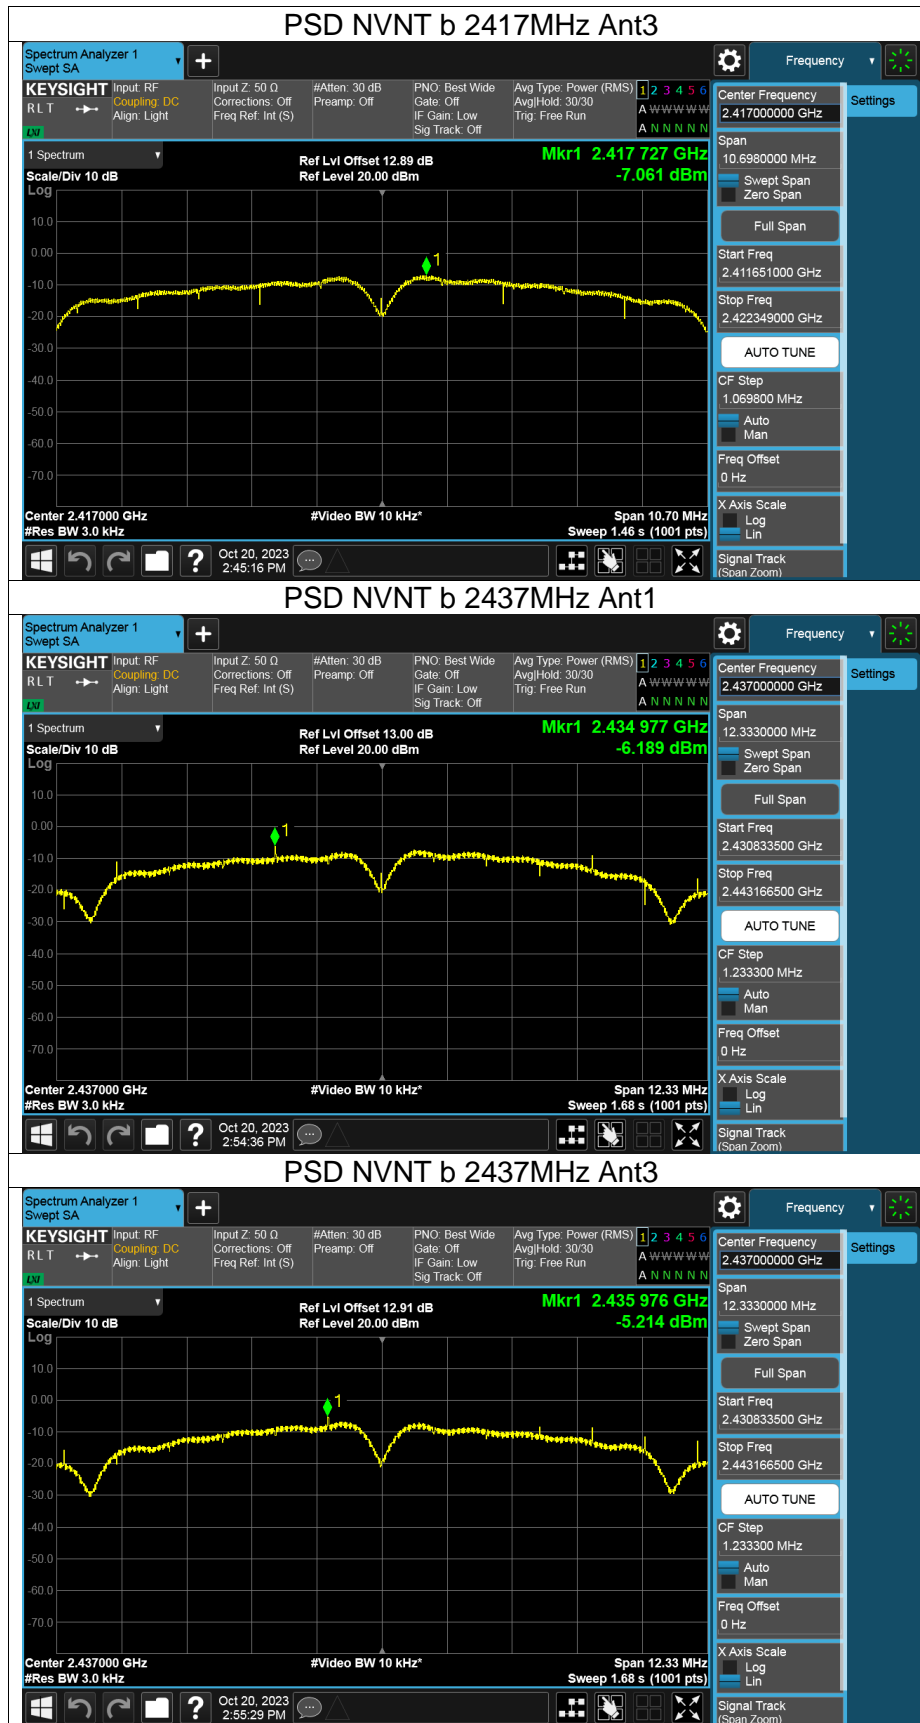 PSD NVNT b 2417MHz Ant3
Spectrum Analyzer 1
Swept SA
Frequency
KEYSIGHT
R L T
LXI
Input: RF
Coupling: DC
Align: Light
Input Z: 50 Ω
Corrections: Off
Freq Ref: Int (S)
#Atten: 30 dB
Preamp: Off
PNO: Best Wide
Gate: Off
IF Gain: Low
Sig Track: Off
Avg Type: Power (RMS)
Avg|Hold: 30/30
Trig: Free Run
1 2 3 4 5 6
A W W W W W
A N N N N N
Center Frequency
2.417000000 GHz
Settings
Span
10.6980000 MHz
Swept Span
Zero Span
Full Span
Start Freq
2.411651000 GHz
Stop Freq
2.422349000 GHz
AUTO TUNE
CF Step
1.069800 MHz
Auto
Man
Freq Offset
0 Hz
X Axis Scale
Log
Lin
Signal Track
(Span Zoom)
1 Spectrum
Scale/Div 10 dB
Ref Lvl Offset 12.89 dB
Ref Level 20.00 dBm
Mkr1 2.417 727 GHz
-7.061 dBm
Log
10.0
0.00
-10.0
-20.0
-30.0
-40.0
-50.0
-60.0
-70.0
1
Center 2.417000 GHz
#Res BW 3.0 kHz
#Video BW 10 kHz*
Span 10.70 MHz
Sweep 1.46 s (1001 pts)
Oct 20, 2023
2:45:16 PM
PSD NVNT b 2437MHz Ant1
Spectrum Analyzer 1
Swept SA
Frequency
KEYSIGHT
R L T
LXI
Input: RF
Coupling: DC
Align: Light
Input Z: 50 Ω
Corrections: Off
Freq Ref: Int (S)
#Atten: 30 dB
Preamp: Off
PNO: Best Wide
Gate: Off
IF Gain: Low
Sig Track: Off
Avg Type: Power (RMS)
Avg|Hold: 30/30
Trig: Free Run
1 2 3 4 5 6
A W W W W W
A N N N N N
Center Frequency
2.437000000 GHz
Settings
Span
12.3330000 MHz
Swept Span
Zero Span
Full Span
Start Freq
2.430833500 GHz
Stop Freq
2.443166500 GHz
AUTO TUNE
CF Step
1.233300 MHz
Auto
Man
Freq Offset
0 Hz
X Axis Scale
Log
Lin
Signal Track
(Span Zoom)
1 Spectrum
Scale/Div 10 dB
Ref Lvl Offset 13.00 dB
Ref Level 20.00 dBm
Mkr1 2.434 977 GHz
-6.189 dBm
Log
10.0
0.00
-10.0
-20.0
-30.0
-40.0
-50.0
-60.0
-70.0
1
Center 2.437000 GHz
#Res BW 3.0 kHz
#Video BW 10 kHz*
Span 12.33 MHz
Sweep 1.68 s (1001 pts)
Oct 20, 2023
2:54:36 PM
PSD NVNT b 2437MHz Ant3
Spectrum Analyzer 1
Swept SA
Frequency
KEYSIGHT
R L T
LXI
Input: RF
Coupling: DC
Align: Light
Input Z: 50 Ω
Corrections: Off
Freq Ref: Int (S)
#Atten: 30 dB
Preamp: Off
PNO: Best Wide
Gate: Off
IF Gain: Low
Sig Track: Off
Avg Type: Power (RMS)
Avg|Hold: 30/30
Trig: Free Run
1 2 3 4 5 6
A W W W W W
A N N N N N
Center Frequency
2.437000000 GHz
Settings
Span
12.3330000 MHz
Swept Span
Zero Span
Full Span
Start Freq
2.430833500 GHz
Stop Freq
2.443166500 GHz
AUTO TUNE
CF Step
1.233300 MHz
Auto
Man
Freq Offset
0 Hz
X Axis Scale
Log
Lin
Signal Track
(Span Zoom)
1 Spectrum
Scale/Div 10 dB
Ref Lvl Offset 12.91 dB
Ref Level 20.00 dBm
Mkr1 2.435 976 GHz
-5.214 dBm
Log
10.0
0.00
-10.0
-20.0
-30.0
-40.0
-50.0
-60.0
-70.0
1
Center 2.437000 GHz
#Res BW 3.0 kHz
#Video BW 10 kHz*
Span 12.33 MHz
Sweep 1.68 s (1001 pts)
Oct 20, 2023
2:55:29 PM